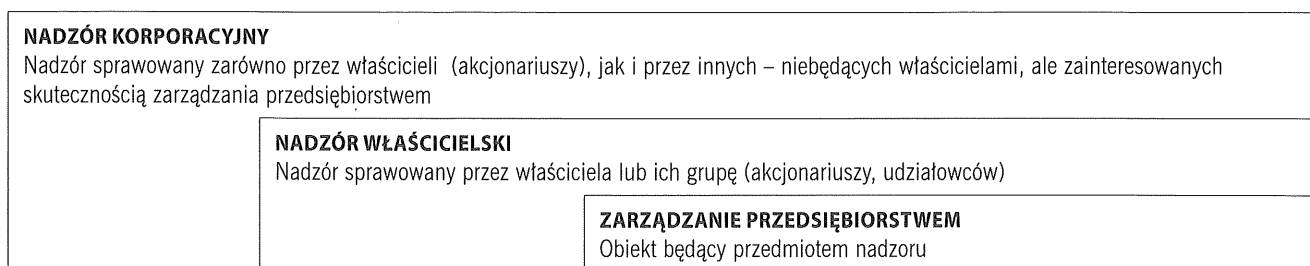 NADZÓR KORPORACYJNY
Nadzór sprawowany zarówno przez właścicieli (akcjonariuszy), jak i przez innych – niebędących właścicielami, ale zainteresowanych
skutecznością zarządzania przedsiębiorstwem
NADZÓR WŁAŚCICIELSKI
Nadzór sprawowany przez właściciela lub ich grupę (akcjonariuszy, udziałowców)
ZARZĄDZANIE PRZEDSIĘBIORSTWEM
Obiekt będący przedmiotem nadzoru